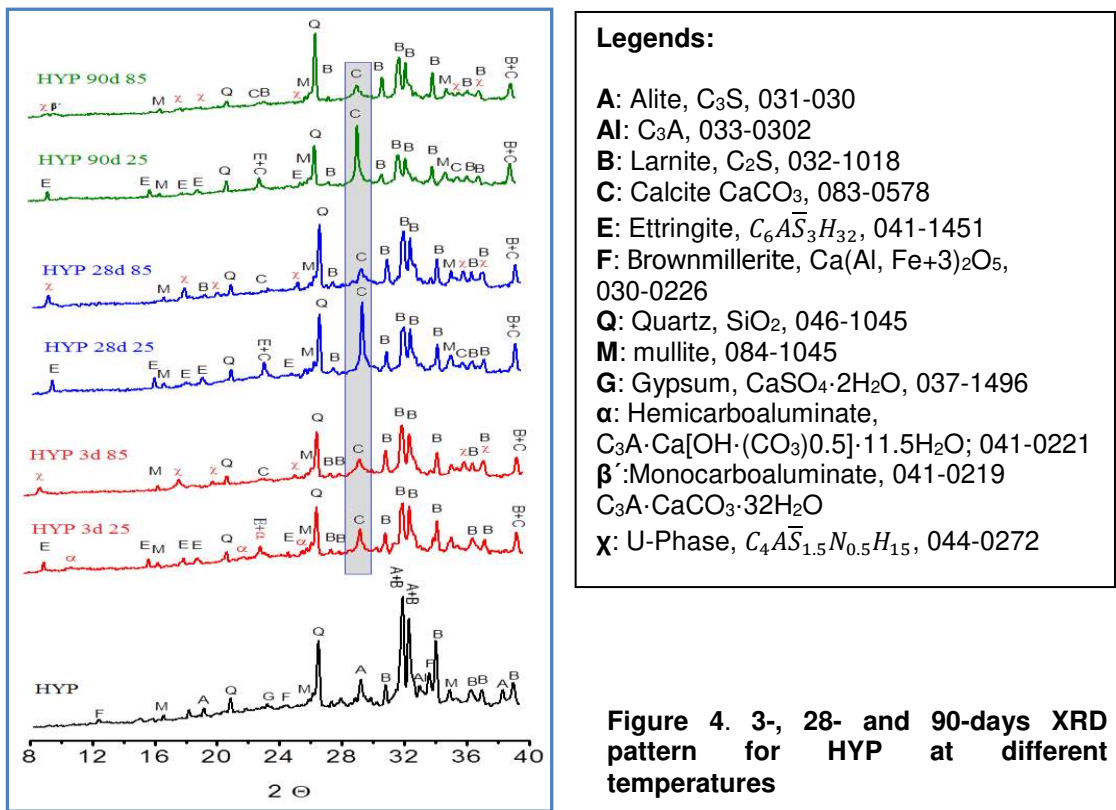 HYP 90d 85
χ β´ M χ χ Q C B χ M Q B C B B B B M χ B B χ B+C
HYP 90d 25
E E M E E Q E+C E M Q B C B B B B M C B B B+C
HYP 28d 85
χ M χ B χ Q C χ M Q B C B B B B M χ B B χ B+C
HYP 28d 25
E E M E E Q E+C E M Q B C B B B B M C B B B+C
HYP 3d 85
χ M χ χ Q C χ M Q B B C B B B B χ B B χ B+C
HYP 3d 25
E α E M E E Q α E+α E α M Q B B C B B B B B B B+C
HYP
F M A Q G F M Q A B A+B A+B Al F B M B B A B
8 12 16 20 24 28 32 36 40
2 Θ
Legends:
A: Alite, C₃S, 031-030
Al: C₃A, 033-0302
B: Larnite, C₂S, 032-1018
C: Calcite CaCO₃, 083-0578
E: Ettringite, C₆AS̅₃H₃₂, 041-1451
F: Brownmillerite, Ca(Al, Fe+3)₂O₅,
030-0226
Q: Quartz, SiO₂, 046-1045
M: mullite, 084-1045
G: Gypsum, CaSO₄·2H₂O, 037-1496
α: Hemicarboaluminate,
C₃A·Ca[OH·(CO₃)0.5]·11.5H₂O; 041-0221
β´:Monocarboaluminate, 041-0219
C₃A·CaCO₃·32H₂O
χ: U-Phase, C₄AS̅₁.₅N₀.₅H₁₅, 044-0272
Figure 4. 3-, 28- and 90-days XRD
pattern for HYP at different
temperatures